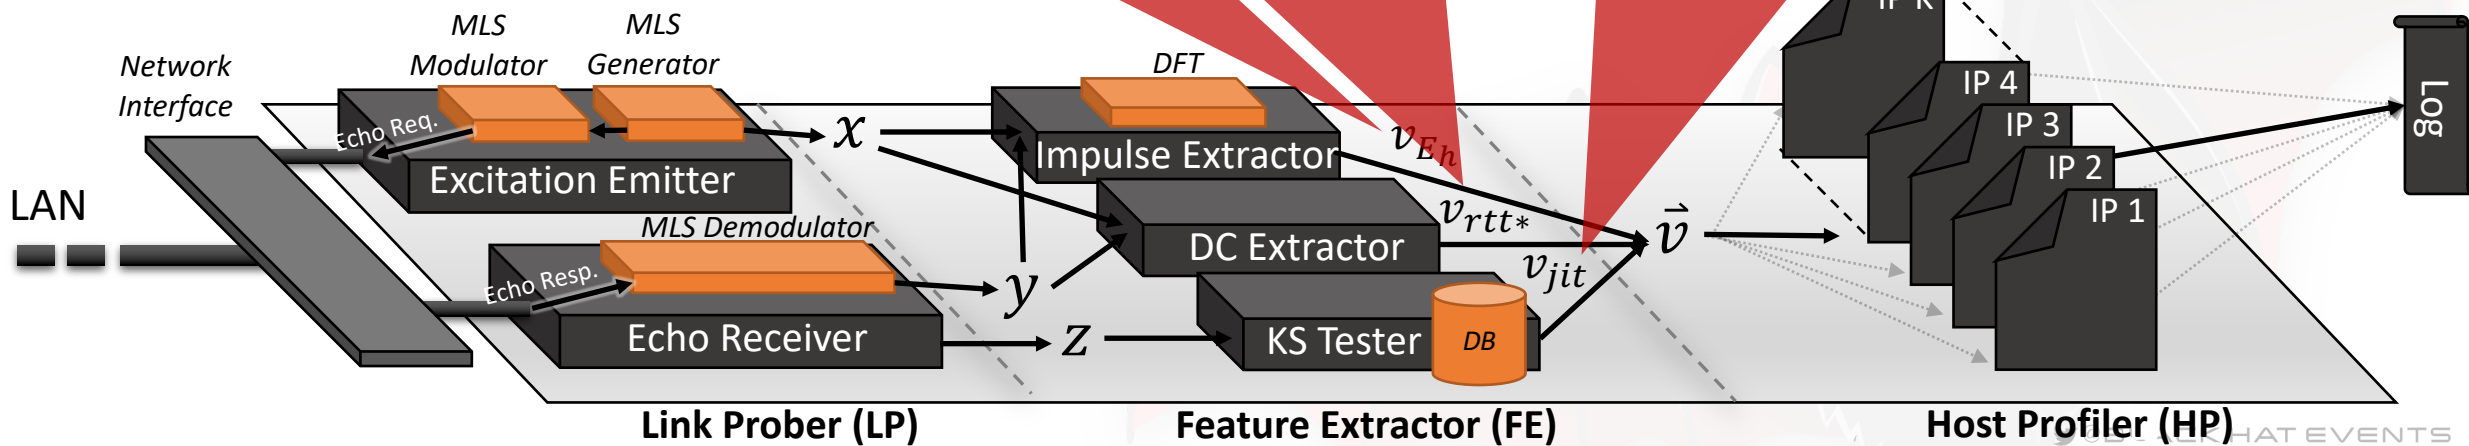 MLS
Modulator
MLS
Generator
Network
Interface
DFT
IP K
IP 4
IP 3
IP 2
IP 1
Log
Echo Req.
x
v_{E_h}
Impulse Extractor
Excitation Emitter
LAN
MLS Demodulator
v_{rtt*}
DC Extractor
v⃗
Echo Resp.
y
v_{jit}
Echo Receiver
z
KS Tester
DB
Link Prober (LP)
Feature Extractor (FE)
Host Profiler (HP)
EVENTS